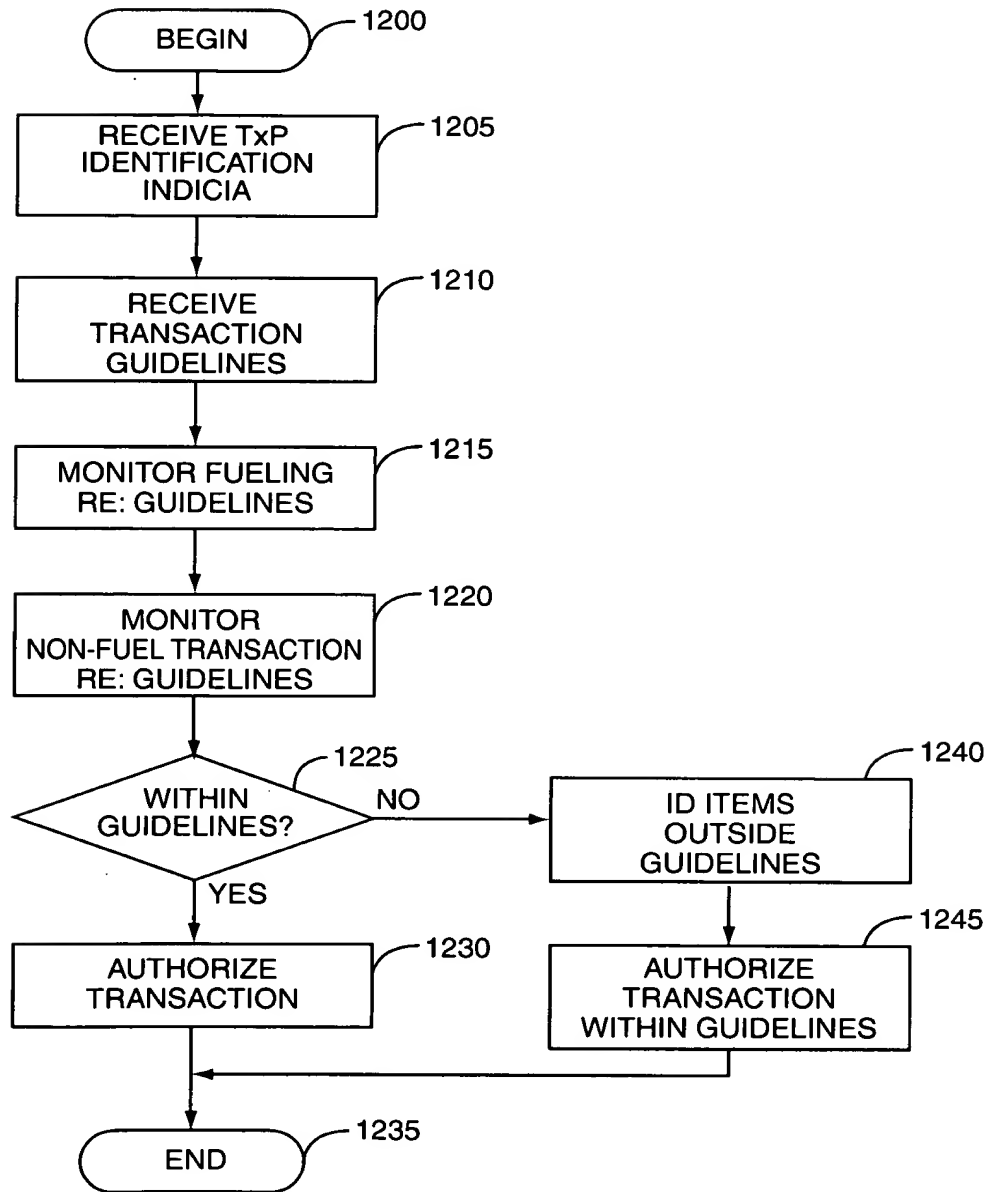 BEGIN
1200
RECEIVE TxP
IDENTIFICATION
INDICIA
1205
RECEIVE
TRANSACTION
GUIDELINES
1210
MONITOR FUELING
RE: GUIDELINES
1215
MONITOR
NON-FUEL TRANSACTION
RE: GUIDELINES
1220
WITHIN
GUIDELINES?
1225
NO
YES
ID ITEMS
OUTSIDE
GUIDELINES
1240
AUTHORIZE
TRANSACTION
1230
AUTHORIZE
TRANSACTION
WITHIN GUIDELINES
1245
END
1235